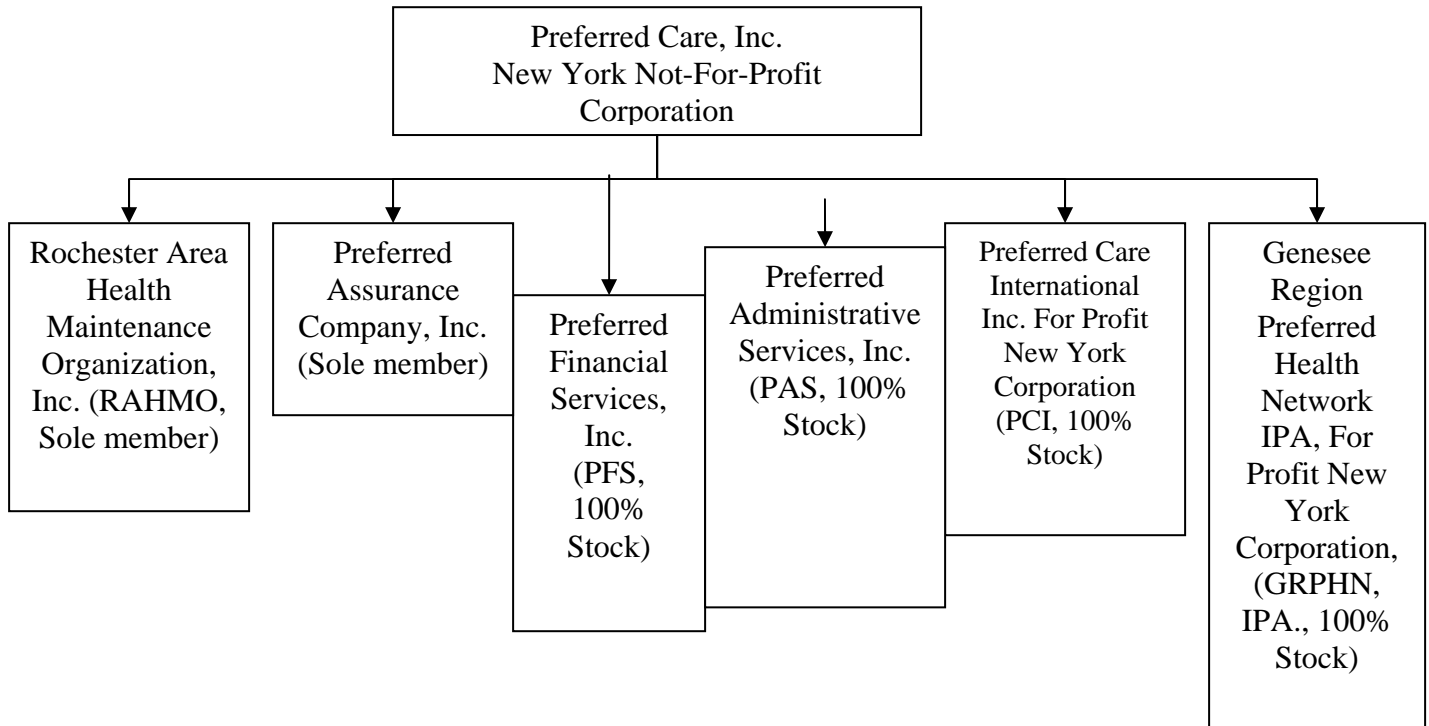 Preferred Care, Inc.
New York Not-For-Profit
Corporation
Rochester Area
Health
Maintenance
Organization,
Inc. (RAHMO,
Sole member)
Preferred
Assurance
Company, Inc.
(Sole member)
Preferred
Financial
Services,
Inc.
(PFS,
100%
Stock)
Preferred
Administrative
Services, Inc.
(PAS, 100%
Stock)
Preferred Care
International
Inc. For Profit
New York
Corporation
(PCI, 100%
Stock)
Genesee
Region
Preferred
Health
Network
IPA, For
Profit New
York
Corporation,
(GRPHN,
IPA., 100%
Stock)